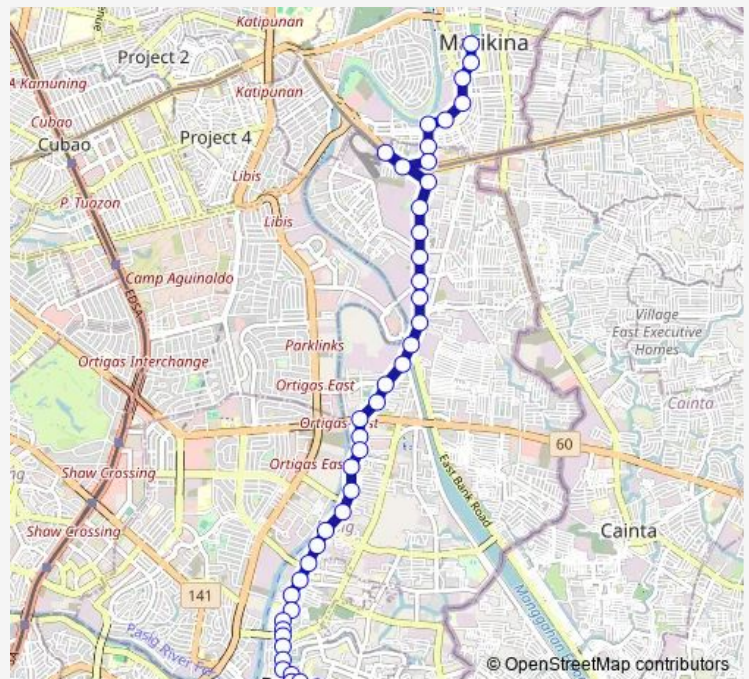 Katipunan
Marikina
Project 2
A Kamuning
Katipunan
Cubao
Cubao
Project 4
Libis
P. Tuazon
Libis
Camp Aguinaldo
EDSA
Village
East Executive
Homes
Parklinks
Ortigas Interchange
Ortigas East
Cainta
Ortigas East
60
Ortigas East
Shaw Crossing
East Bank Road
Shaw Crossing
Cainta
141
Manggahan
Pasig River
© OpenStreetMap contributors